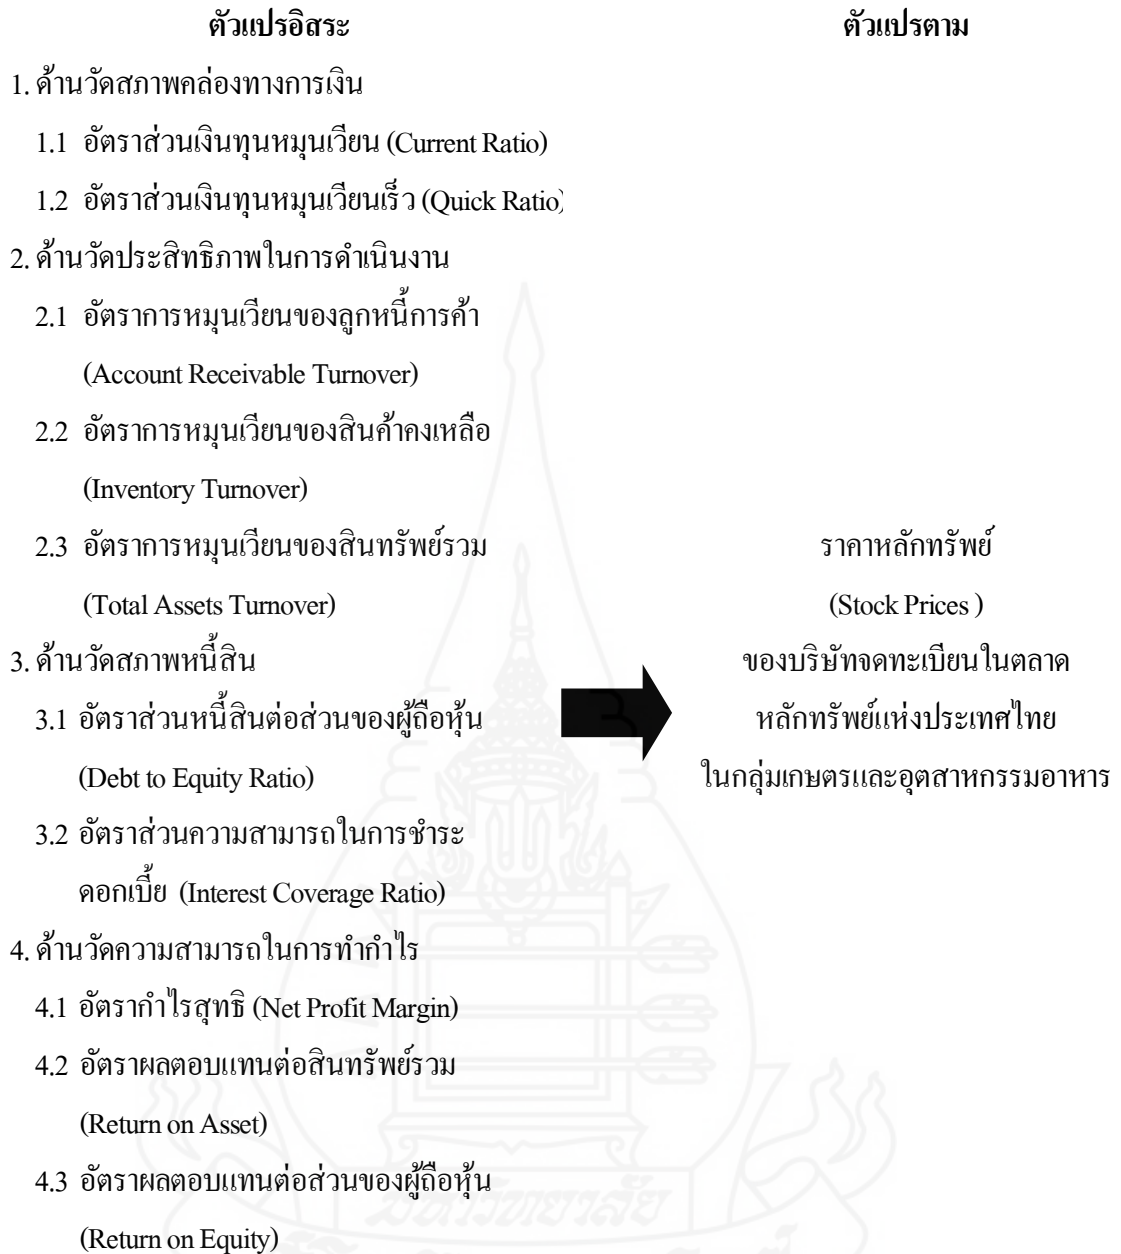 ตัวแปรอิสระ
ตัวแปรตาม
1. ด้านวัดสภาพคล่องทางการเงิน
1.1 อัตราส่วนเงินทุนหมุนเวียน (Current Ratio)
1.2 อัตราส่วนเงินทุนหมุนเวียนเร็ว (Quick Ratio)
2. ด้านวัดประสิทธิภาพในการดำเนินงาน
2.1 อัตราการหมุนเวียนของลูกหนี้การค้า
(Account Receivable Turnover)
2.2 อัตราการหมุนเวียนของสินค้าคงเหลือ
(Inventory Turnover)
2.3 อัตราการหมุนเวียนของสินทรัพย์รวม
(Total Assets Turnover)
3. ด้านวัดสภาพหนี้สิน
3.1 อัตราส่วนหนี้สินต่อส่วนของผู้ถือหุ้น
(Debt to Equity Ratio)
3.2 อัตราส่วนความสามารถในการชำระ
ดอกเบี้ย (Interest Coverage Ratio)
4. ด้านวัดความสามารถในการทำกำไร
4.1 อัตรากำไรสุทธิ (Net Profit Margin)
4.2 อัตราผลตอบแทนต่อสินทรัพย์รวม
(Return on Asset)
4.3 อัตราผลตอบแทนต่อส่วนของผู้ถือหุ้น
(Return on Equity)
ราคาหลักทรัพย์
(Stock Prices )
ของบริษัทจดทะเบียนในตลาด
หลักทรัพย์แห่งประเทศไทย
ในกลุ่มเกษตรและอุตสาหกรรมอาหาร